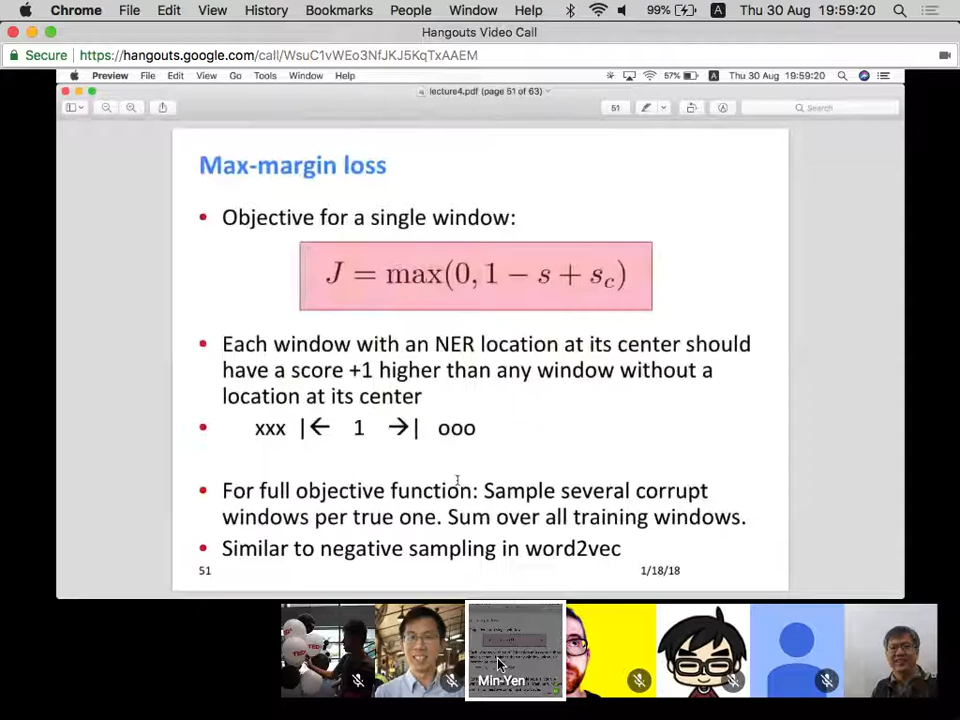 Chrome File Edit View History Bookmarks People Window Help 99% A Thu 30 Aug 19:59:20
Hangouts Video Call
Secure https://hangouts.google.com/call/WsuC1vWEo3NfJKJ5KqTxAAEM
Preview File Edit View Go Tools Window Help 57% A Thu 30 Aug 19:59:20
lecture4.pdf (page 51 of 63)
51 Search
Max-margin loss
• Objective for a single window:
J = max(0, 1 − s + s_c)
• Each window with an NER location at its center should
have a score +1 higher than any window without a
location at its center
• xxx |← 1 →| ooo
• For full objective function: Sample several corrupt
windows per true one. Sum over all training windows.
• Similar to negative sampling in word2vec
51 1/18/18
Min-Yen